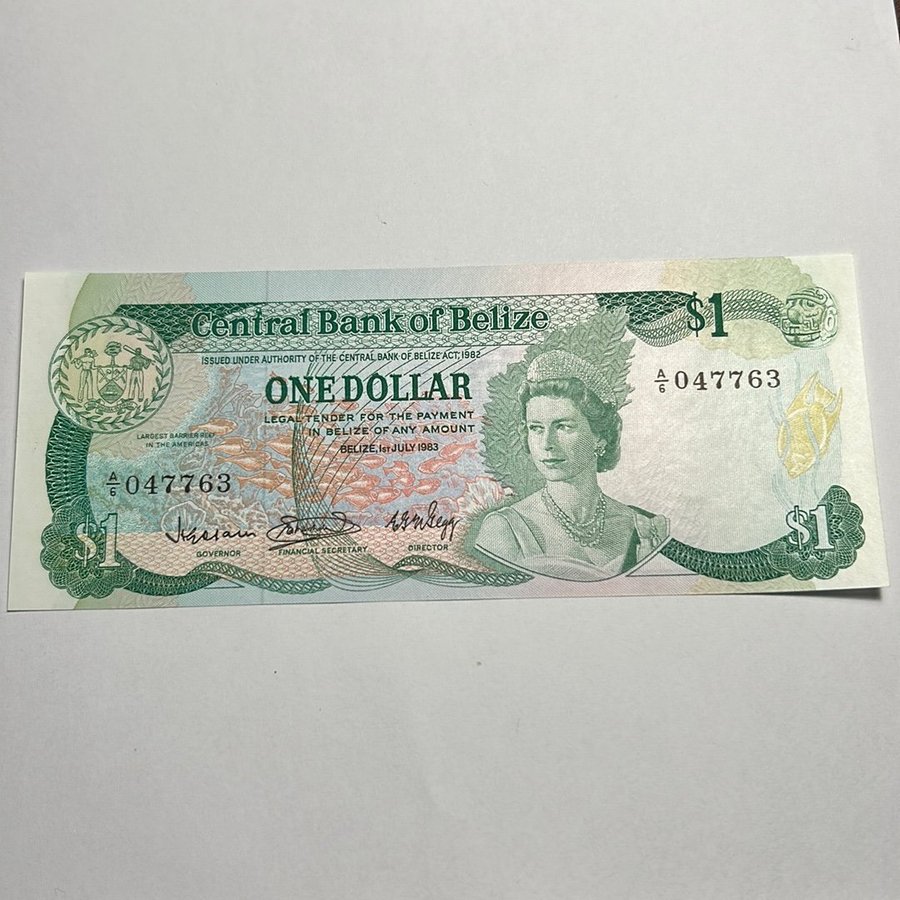 Central Bank of Belize
$1
ISSUED UNDER AUTHORITY OF THE CENTRAL BANK OF BELIZE ACT, 1982
ONE DOLLAR
A/6 047763
LEGAL TENDER FOR THE PAYMENT
IN BELIZE OF ANY AMOUNT
LARGEST BARRIER REEF
IN THE AMERICAS
BELIZE, 1ST JULY 1983
A/6 047763
$1
$1
GOVERNOR
FINANCIAL SECRETARY
DIRECTOR